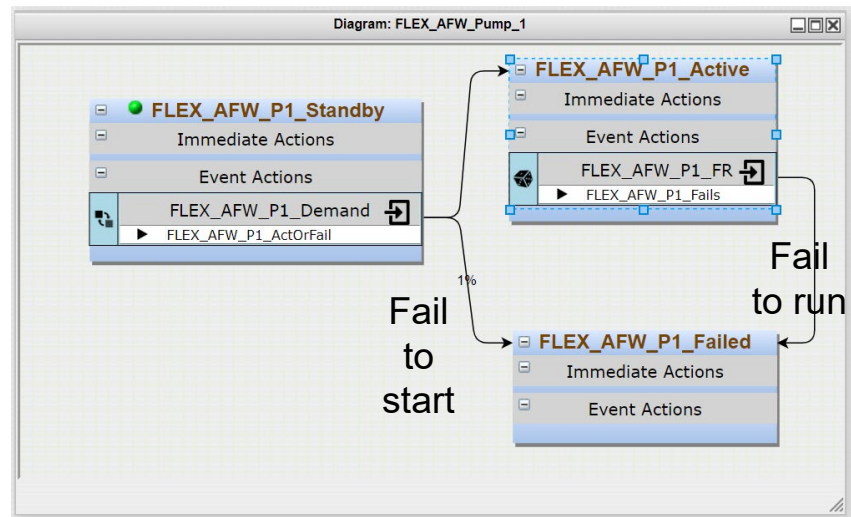 Diagram: FLEX_AFW_Pump_1
FLEX_AFW_P1_Standby
Immediate Actions
Event Actions
FLEX_AFW_P1_Demand
FLEX_AFW_P1_ActOrFail
FLEX_AFW_P1_Active
Immediate Actions
Event Actions
FLEX_AFW_P1_FR
FLEX_AFW_P1_Fails
1%
Fail
to
start
Fail
to run
FLEX_AFW_P1_Failed
Immediate Actions
Event Actions